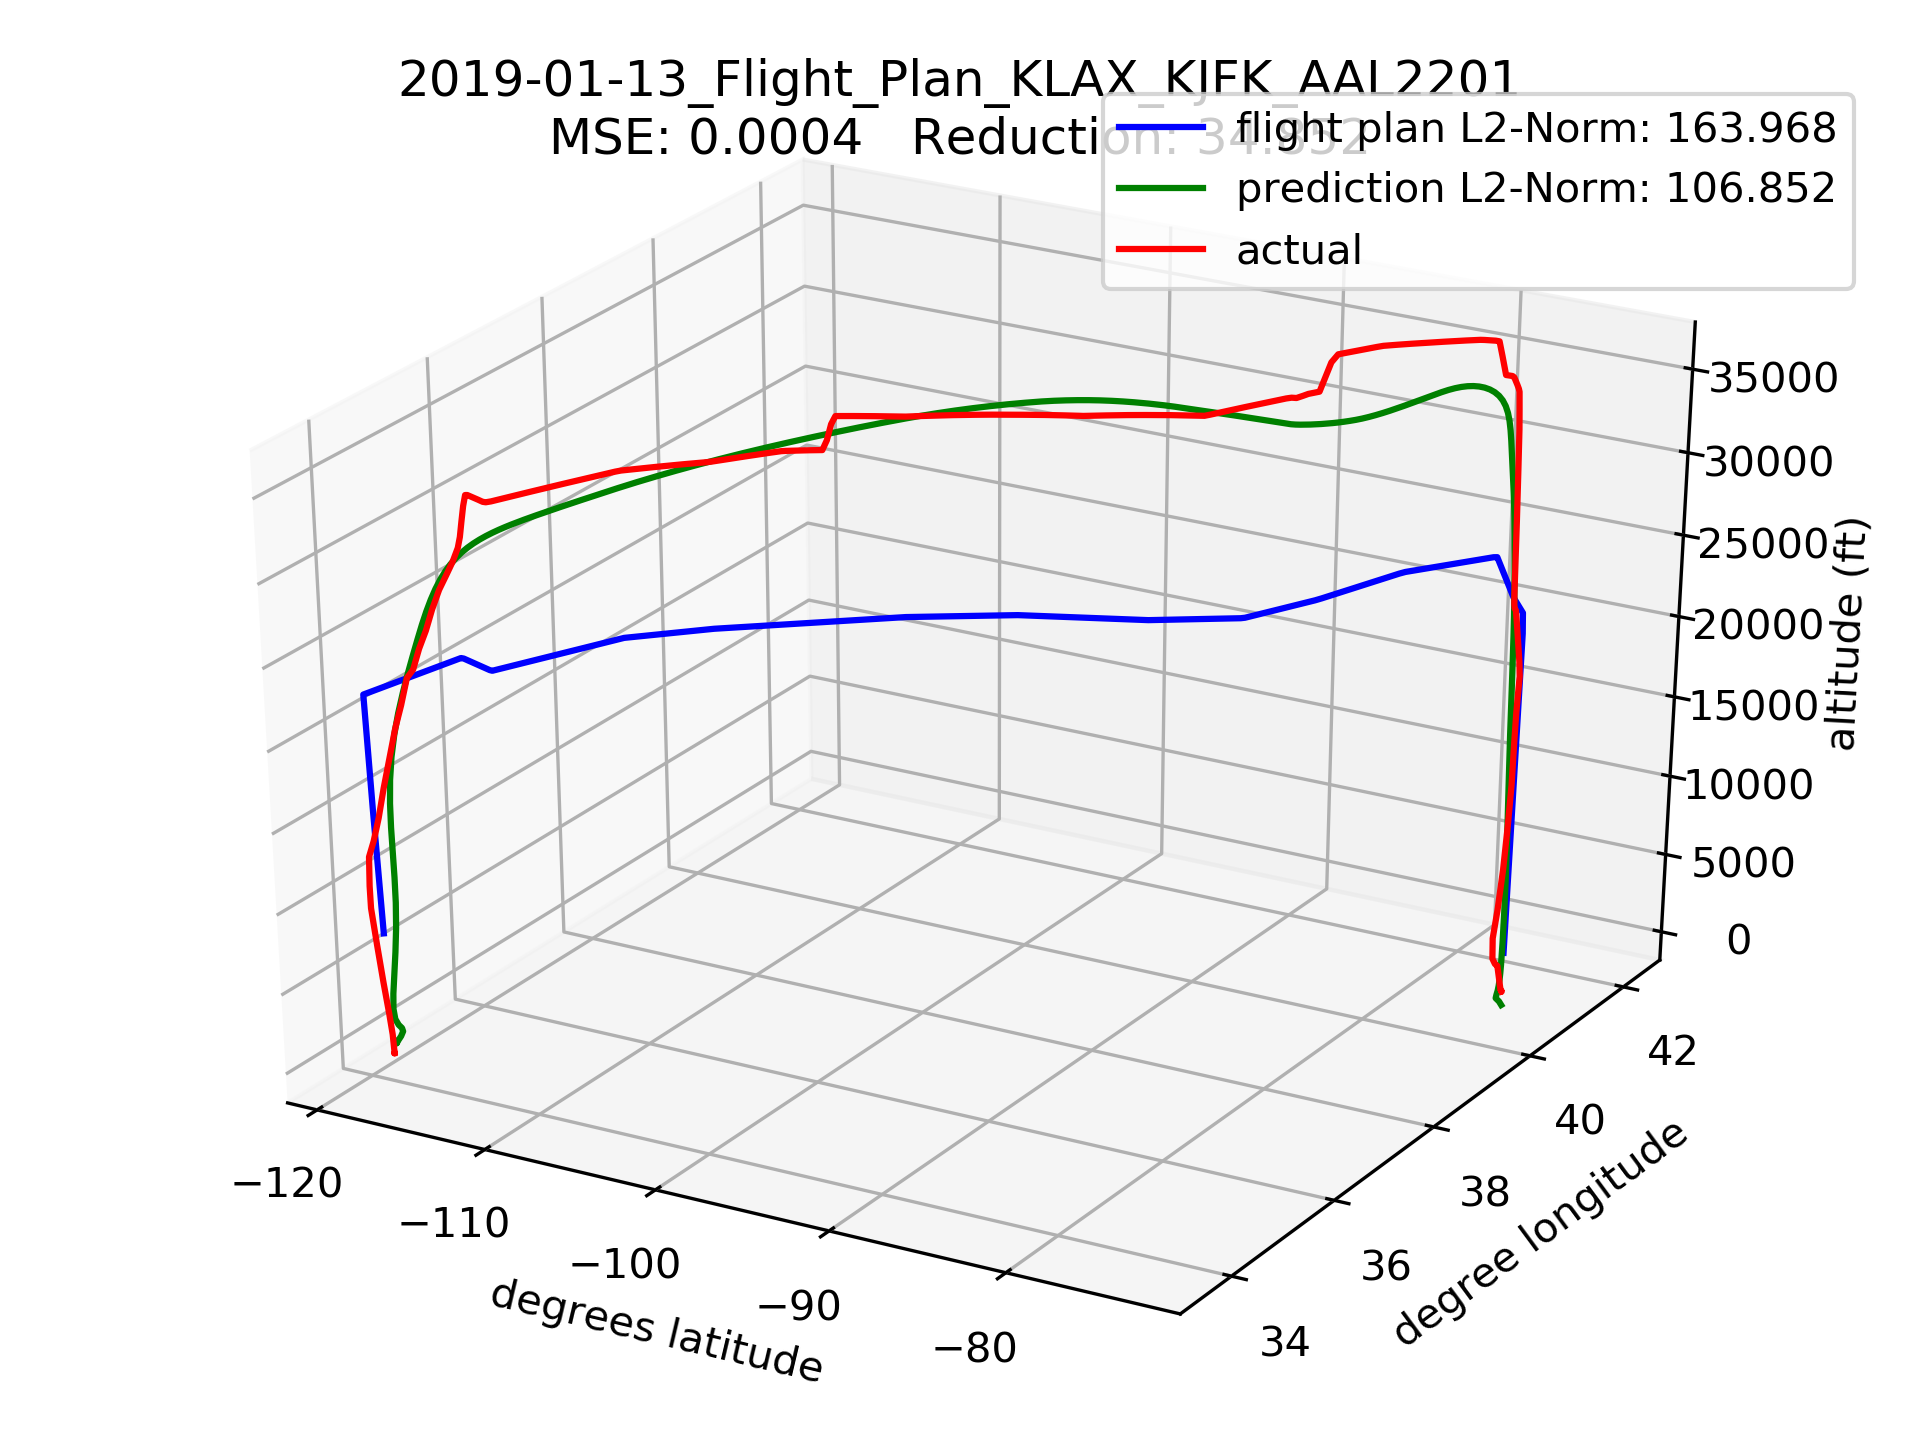 2019-01-13_Flight_Plan_KLAX_KJFK_AAL2201
MSE: 0.0004   Reduction: 34.852
flight plan L2-Norm: 163.968
prediction L2-Norm: 106.852
actual
35000
30000
25000
20000
15000
10000
5000
0
altitude (ft)
42
40
38
36
34
degree longitude
−120
−110
−100
−90
−80
degrees latitude